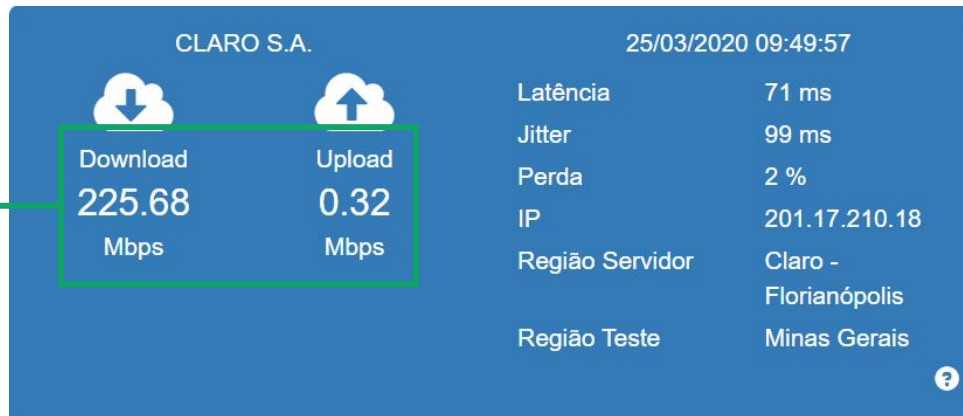 CLARO S.A.
Download
225.68
Mbps
Upload
0.32
Mbps
25/03/2020 09:49:57
Latência 71 ms
Jitter 99 ms
Perda 2 %
IP 201.17.210.18
Região Servidor Claro -
Florianópolis
Região Teste Minas Gerais
?